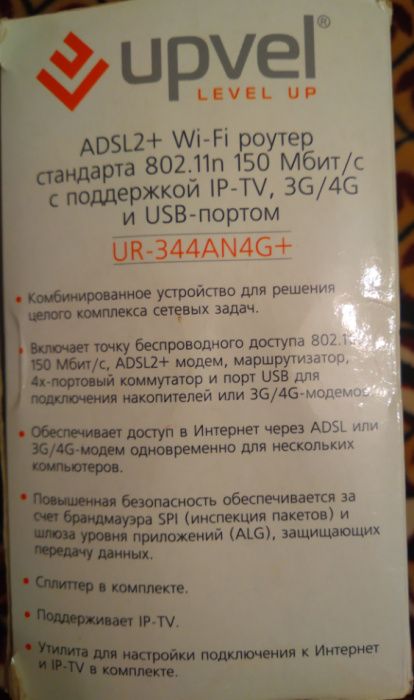 upvel®
LEVEL UP
ADSL2+ Wi-Fi роутер
стандарта 802.11n 150 Мбит/с
с поддержкой IP-TV, 3G/4G
и USB-портом
UR-344AN4G+
• Комбинированное устройство для решения
целого комплекса сетевых задач.
• Включает точку беспроводного доступа 802.11
150 Мбит/с, ADSL2+ модем, маршрутизатор,
4х-портовый коммутатор и порт USB для
подключения накопителей или 3G/4G-модемов.
• Обеспечивает доступ в Интернет через ADSL или
3G/4G-модем одновременно для нескольких
компьютеров.
• Повышенная безопасность обеспечивается за
счет брандмауэра SPI (инспекция пакетов) и
шлюза уровня приложений (ALG), защищающих
передачу данных.
• Сплиттер в комплекте.
• Поддерживает IP-TV.
• Утилита для настройки подключения к Интернет
и IP-TV в комплекте.